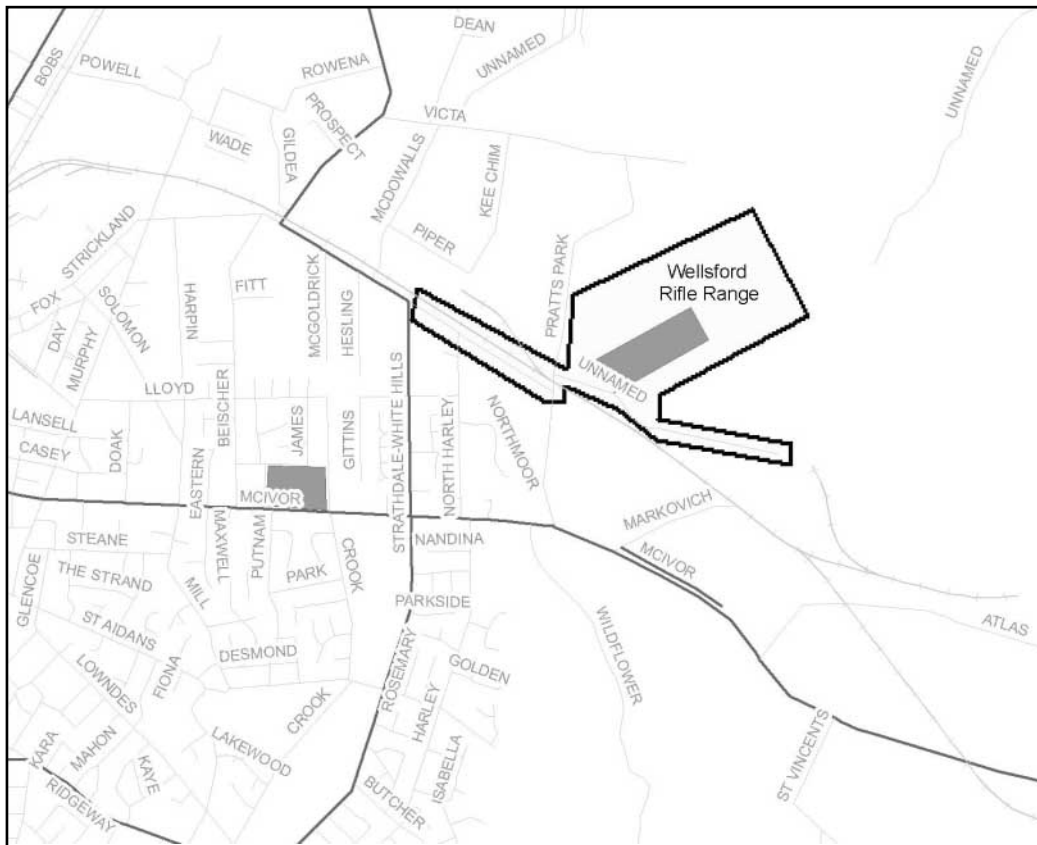 DEAN
BOBS
POWELL
UNNAMED
ROWENA
UNNAMED
PROSPECT
VICTA
WADE
GILDEA
MCDOWALLS
KEE CHIM
PIPER
STRICKLAND
PRATTS PARK
Wellsford
Rifle Range
FOX
SOLOMON
HARPIN
FITT
MCGOLDRICK
HESLING
DAY
MURPHY
UNNAMED
LLOYD
BEISCHER
JAMES
GITTINS
STRATHDALE-WHITE HILLS
NORTH HARLEY
NORTHMOOR
LANSELL
CASEY
DOAK
EASTERN
MCIVOR
MARKOVICH
STEANE
MAXWELL
PUTNAM
CROOK
NANDINA
MCIVOR
GLENCOE
THE STRAND
MILL
PARK
PARKSIDE
ST AIDANS
WILDFLOWER
ATLAS
DESMOND
ROSEMARY
GOLDEN
LOWNDES
FIONA
CROOK
HARLEY
LAKEWOOD
KARA
MAHON
KAYE
ISABELLA
ST VINCENTS
RIDGEWAY
BUTCHER